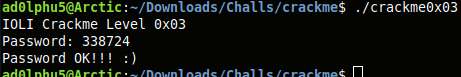 ad0lphu5@Arctic:~/Downloads/Challs/crackme$ ./crackme0x03
IOLI Crackme Level 0x03
Password: 338724
Password OK!!! :)
ad0lphu5@Arctic:~/Downloads/Challs/crackme$